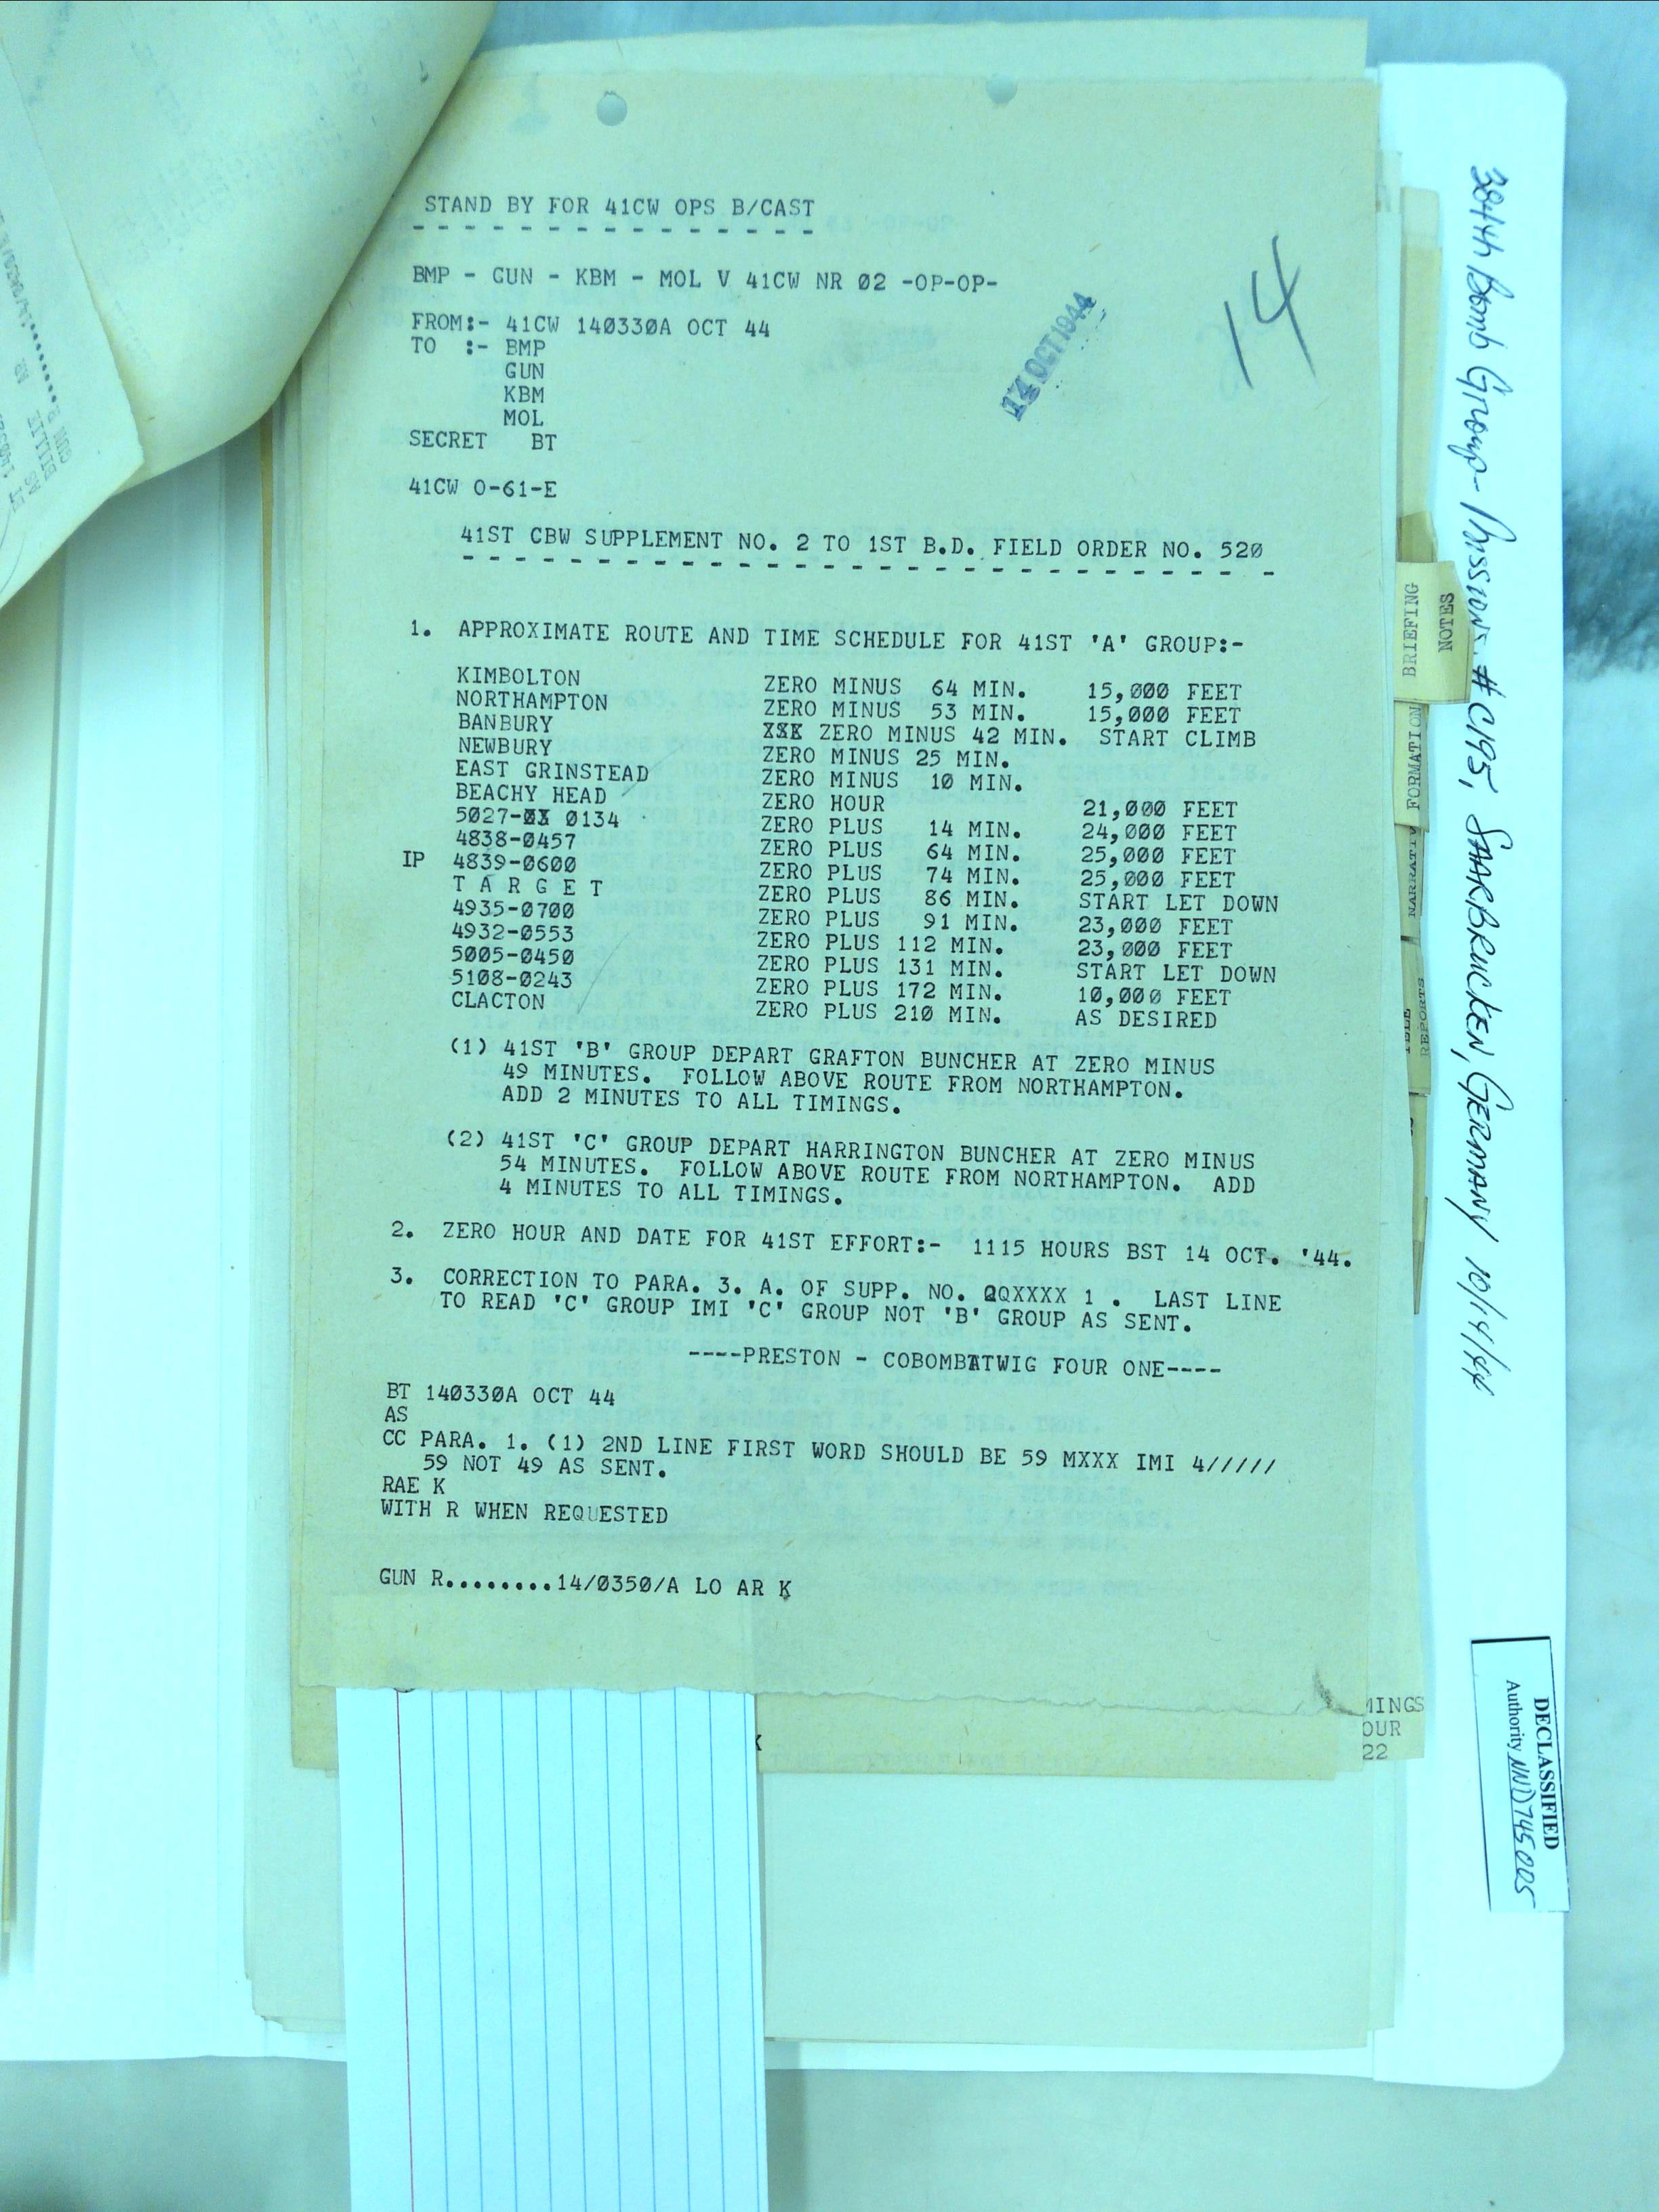 STAND BY FOR 41CW OPS B/CAST
- - - - - - - - - - - - - - - -
BMP - GUN - KBM - MOL V 41CW NR 02 -OP-OP-
FROM:- 41CW 140330A OCT 44
TO :- BMP
GUN
KBM
MOL
SECRET BT
14 OCT 1944
14
41CW O-61-E
41ST CBW SUPPLEMENT NO. 2 TO 1ST B.D. FIELD ORDER NO. 520
- - - - - - - - - - - - - - - - - - - - - - - - - - - - - -
1. APPROXIMATE ROUTE AND TIME SCHEDULE FOR 41ST 'A' GROUP:-
KIMBOLTON ZERO MINUS 64 MIN. 15,000 FEET
NORTHAMPTON ZERO MINUS 53 MIN. 15,000 FEET
BANBURY XXX ZERO MINUS 42 MIN. START CLIMB
NEWBURY ZERO MINUS 25 MIN.
EAST GRINSTEAD ZERO MINUS 10 MIN.
BEACHY HEAD ZERO HOUR 21,000 FEET
5027-XX 0134 ZERO PLUS 14 MIN. 24,000 FEET
4838-0457 ZERO PLUS 64 MIN. 25,000 FEET
IP 4839-0600 ZERO PLUS 74 MIN. 25,000 FEET
T A R G E T ZERO PLUS 86 MIN. START LET DOWN
4935-0700 ZERO PLUS 91 MIN. 23,000 FEET
4932-0553 ZERO PLUS 112 MIN. 23,000 FEET
5005-0450 ZERO PLUS 131 MIN. START LET DOWN
5108-0243 ZERO PLUS 172 MIN. 10,000 FEET
CLACTON ZERO PLUS 210 MIN. AS DESIRED
(1) 41ST 'B' GROUP DEPART GRAFTON BUNCHER AT ZERO MINUS
49 MINUTES. FOLLOW ABOVE ROUTE FROM NORTHAMPTON.
ADD 2 MINUTES TO ALL TIMINGS.
(2) 41ST 'C' GROUP DEPART HARRINGTON BUNCHER AT ZERO MINUS
54 MINUTES. FOLLOW ABOVE ROUTE FROM NORTHAMPTON. ADD
4 MINUTES TO ALL TIMINGS.
2. ZERO HOUR AND DATE FOR 41ST EFFORT:- 1115 HOURS BST 14 OCT. '44.
3. CORRECTION TO PARA. 3. A. OF SUPP. NO. QQXXXX 1 . LAST LINE
TO READ 'C' GROUP IMI 'C' GROUP NOT 'B' GROUP AS SENT.
----PRESTON - COBOMBATWIG FOUR ONE----
BT 140330A OCT 44
AS
CC PARA. 1. (1) 2ND LINE FIRST WORD SHOULD BE 59 MXXX IMI 4/////
59 NOT 49 AS SENT.
RAE K
WITH R WHEN REQUESTED
GUN R........14/0350/A LO AR K
MINGS
OUR
22
K
384th Bomb Group- Mission #C195, SAARBRUCKEN, GERMANY 10/14/44
BRIEFING
NOTES
FORMATION
NARRATIV
REPORTS
DECLASSIFIED
Authority NND745005